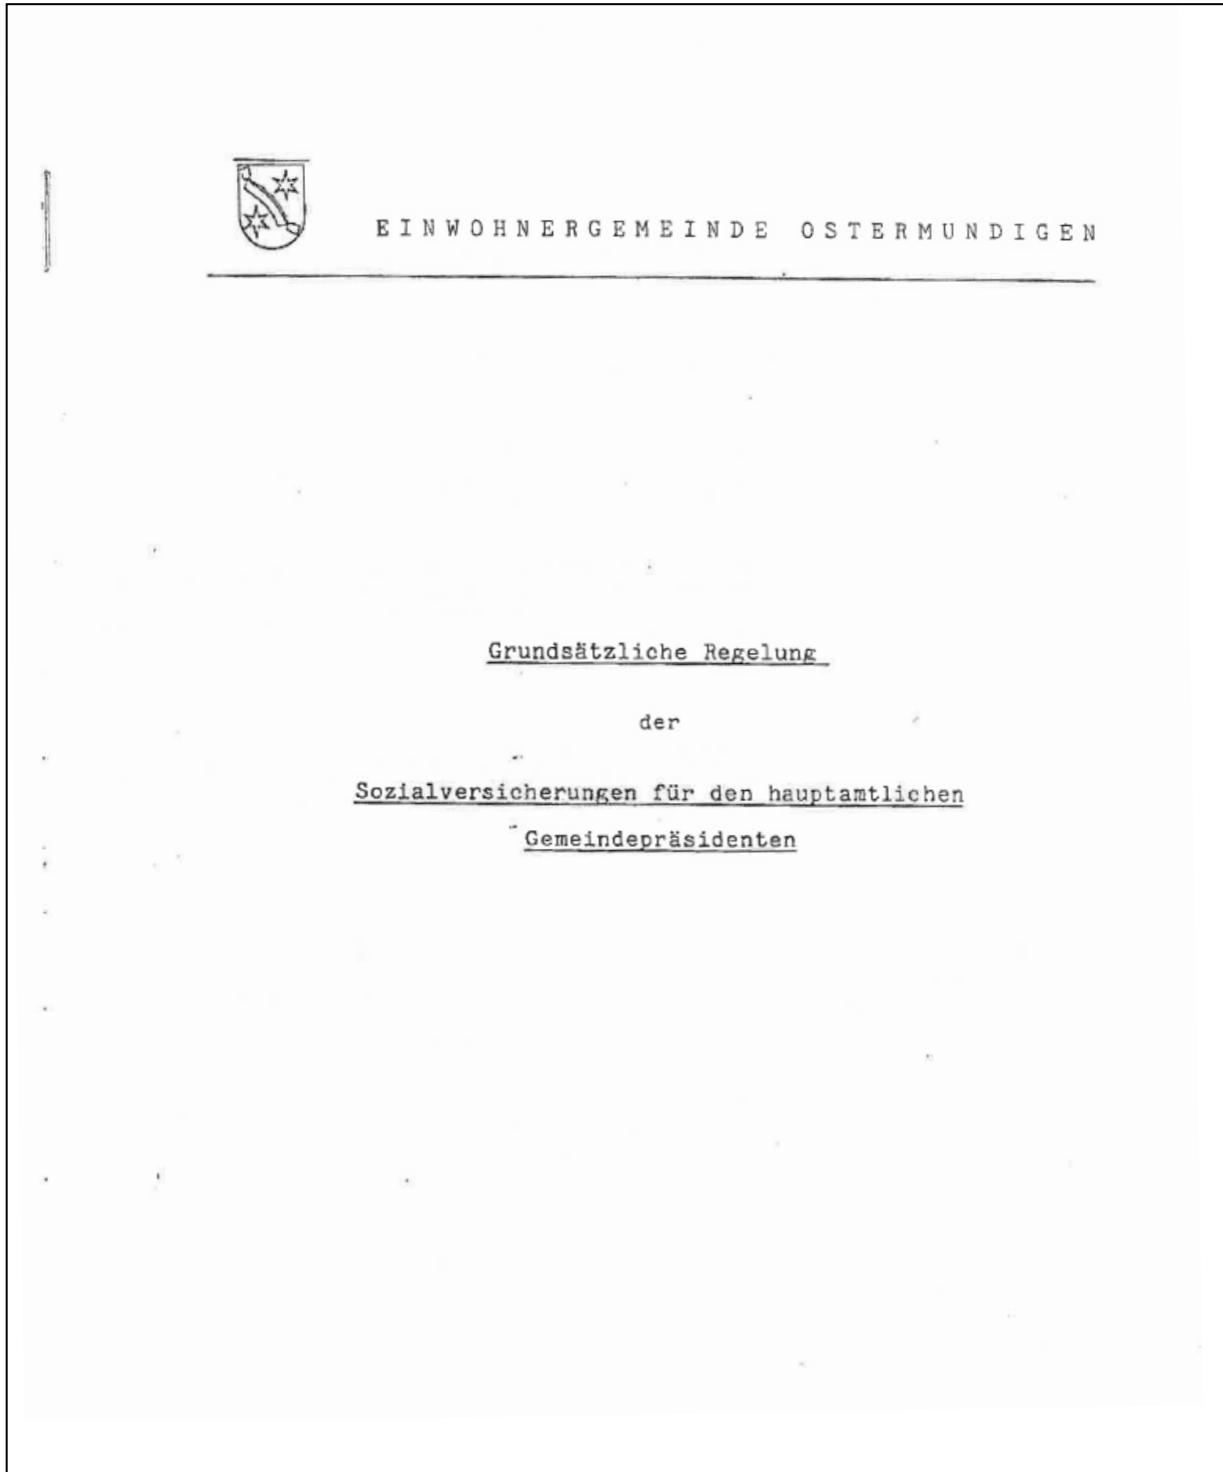 EINWOHNERGEMEINDE OSTERMUNDIGEN
Grundsätzliche Regelung
der
Sozialversicherungen für den hauptamtlichen
Gemeindepräsidenten